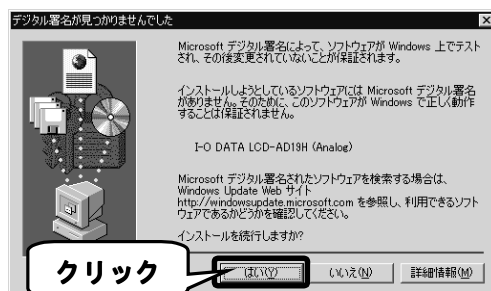 デジタル署名が見つかりませんでした
Microsoft デジタル署名によって、ソフトウェアが Windows 上でテスト
され、その後変更されていないことが保証されます。
インストールしようとしているソフトウェアには Microsoft デジタル署名
がありません。そのために、このソフトウェアが Windows で正しく動作
することは保証されません。
I-O DATA LCD-AD19H (Analog)
Microsoft デジタル署名されたソフトウェアを検索する場合は、
Windows Update Web サイト
http://windowsupdate.microsoft.com を参照し、利用できるソフト
ウェアであるかどうかを確認してください。
インストールを続行しますか?
クリック
はい(Y) いいえ(N) 詳細情報(M)